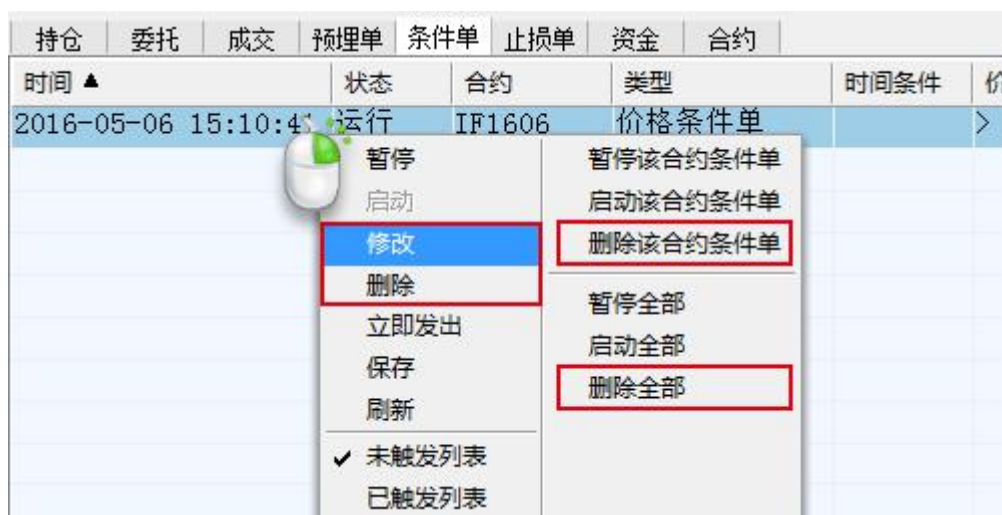 持仓 委托 成交 预埋单 条件单 止损单 资金 合约
时间 ▲ 状态 合约 类型 时间条件
2016-05-06 15:10:4 运行 IF1606 价格条件单 >
暂停 暂停该合约条件单
启动 启动该合约条件单
修改 删除该合约条件单
删除
暂停全部
立即发出
启动全部
保存
删除全部
刷新
✓ 未触发列表
已触发列表